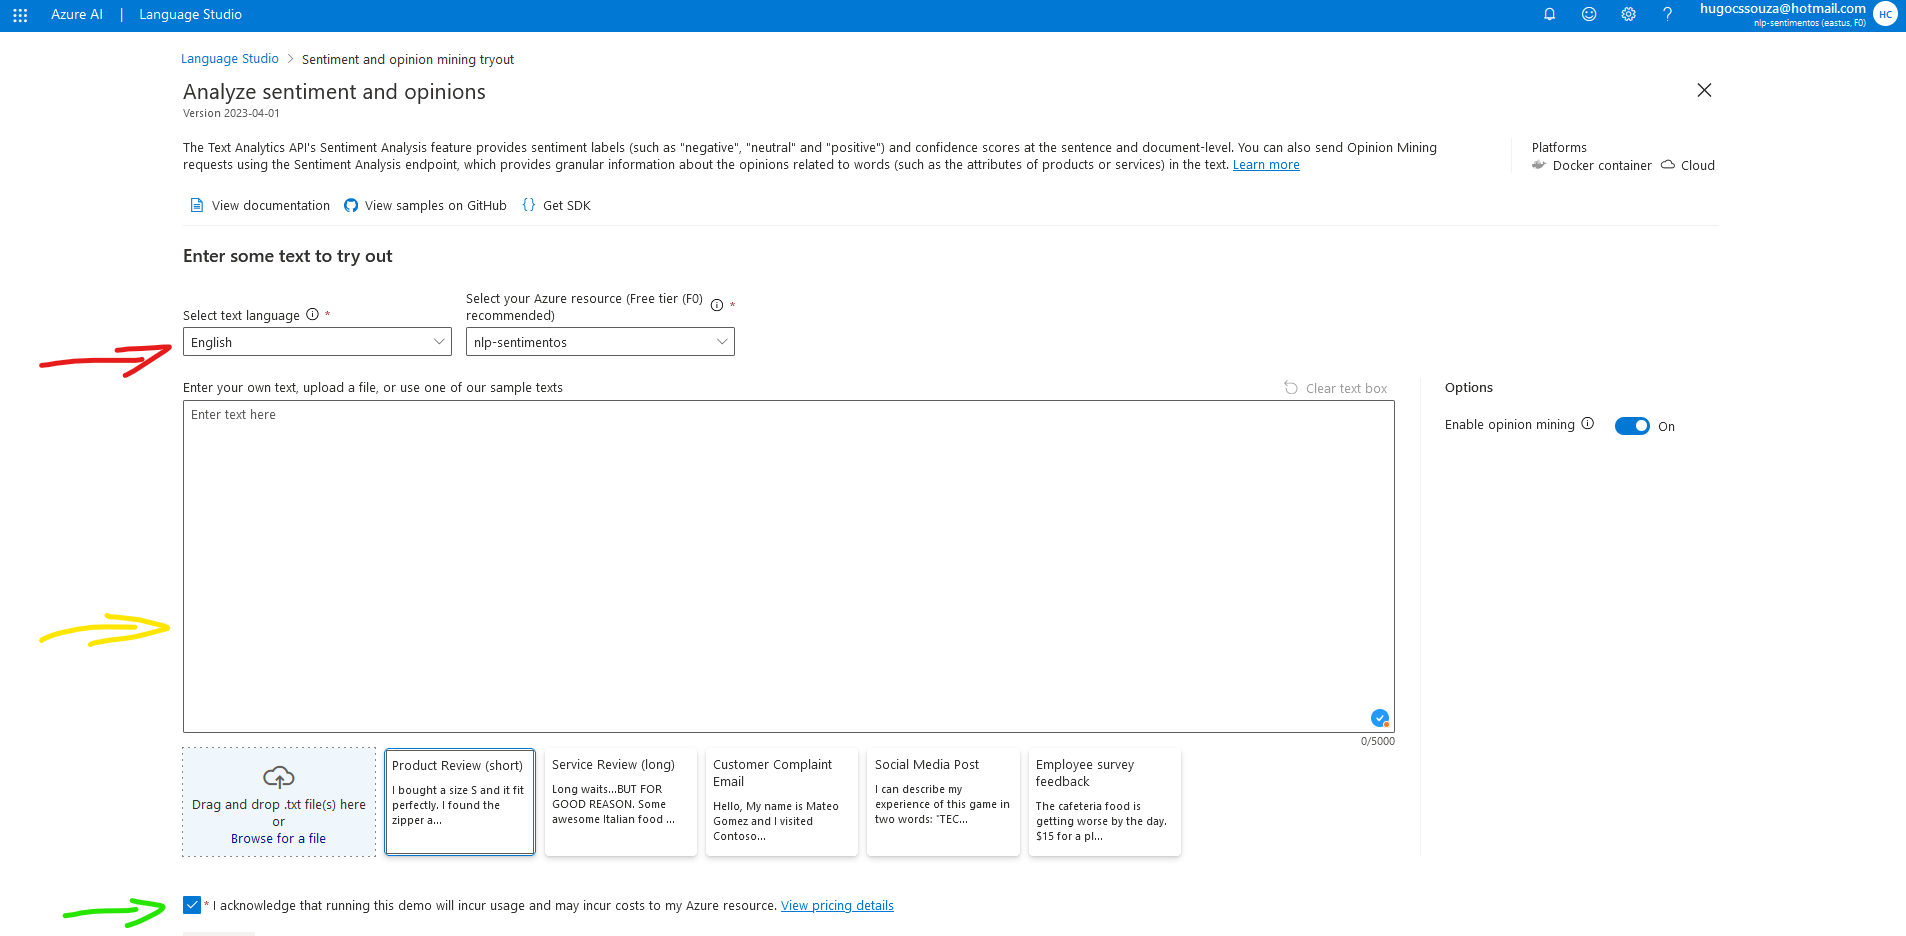 Azure AI | Language Studio
hugocssouza@hotmail.com
nlp-sentimentos (eastus, F0)
HC
Language Studio > Sentiment and opinion mining tryout
Analyze sentiment and opinions
Version 2023-04-01
The Text Analytics API's Sentiment Analysis feature provides sentiment labels (such as "negative", "neutral" and "positive") and confidence scores at the sentence and document-level. You can also send Opinion Mining
requests using the Sentiment Analysis endpoint, which provides granular information about the opinions related to words (such as the attributes of products or services) in the text. Learn more
Platforms
Docker container Cloud
View documentation View samples on GitHub {} Get SDK
Enter some text to try out
Select text language *
English
Select your Azure resource (Free tier (F0)
recommended) *
nlp-sentimentos
Enter your own text, upload a file, or use one of our sample texts
Clear text box
Enter text here
0/5000
Options
Enable opinion mining On
Drag and drop .txt file(s) here
or
Browse for a file
Product Review (short)
I bought a size S and it fit
perfectly. I found the
zipper a...
Service Review (long)
Long waits...BUT FOR
GOOD REASON. Some
awesome Italian food ...
Customer Complaint
Email
Hello, My name is Mateo
Gomez and I visited
Contoso...
Social Media Post
I can describe my
experience of this game in
two words: "TEC...
Employee survey
feedback
The cafeteria food is
getting worse by the day.
$15 for a pl...
* I acknowledge that running this demo will incur usage and may incur costs to my Azure resource. View pricing details